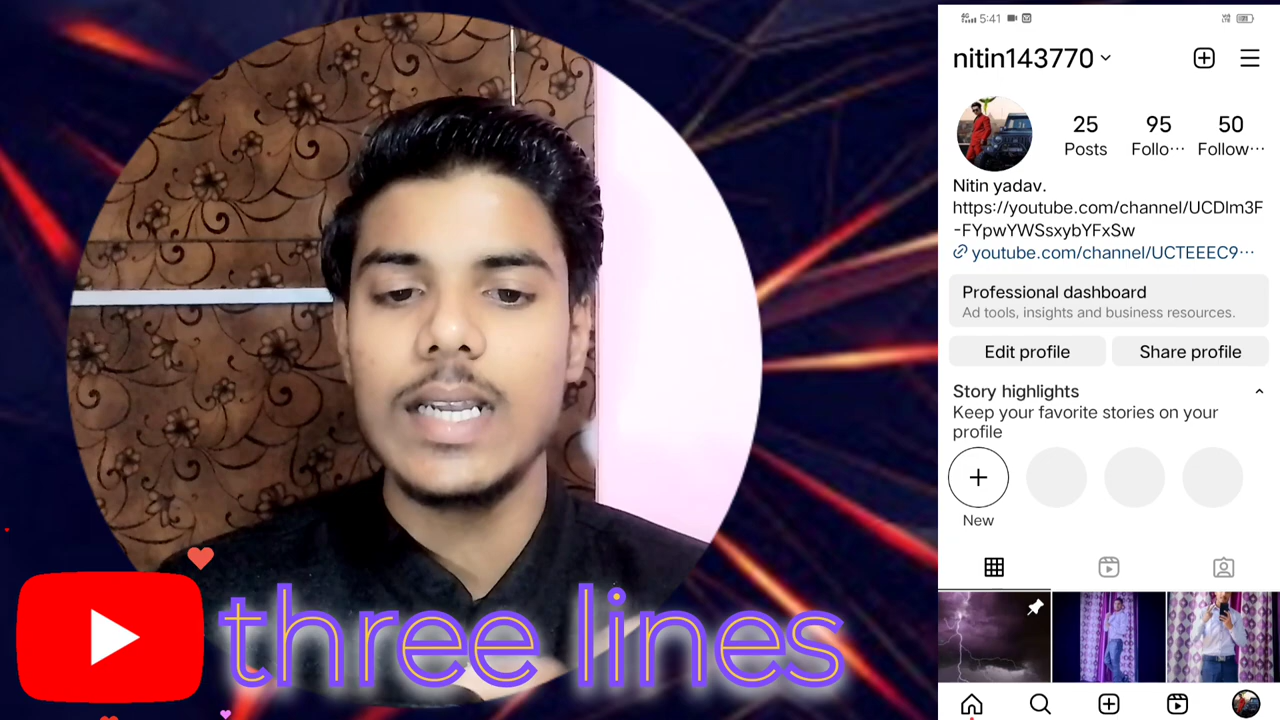 three lines
5:41
nitin143770
25
Posts
95
Follo...
50
Follow...
Nitin yadav.
https://youtube.com/channel/UCDlm3F
-FYpwYWSsxybYFxSw
youtube.com/channel/UCTEEEC9...
Professional dashboard
Ad tools, insights and business resources.
Edit profile
Share profile
Story highlights
Keep your favorite stories on your
profile
New